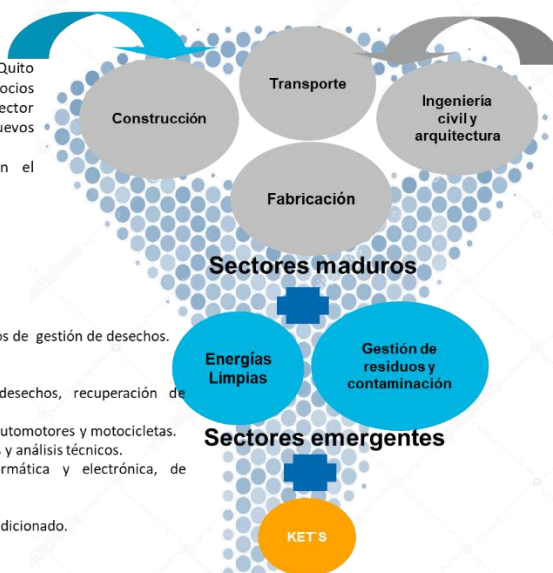 Quito
ocios
ector
uevos
n el
os de gestión de desechos.
desechos, recuperación de
utomotores y motocicletas.
s y análisis técnicos.
rmática y electrónica, de
dicionado.
Transporte
Construcción
Ingeniería
civil y
arquitectura
Fabricación
Sectores maduros
Energías
Limpias
Gestión de
residuos y
contaminación
Sectores emergentes
KET´S